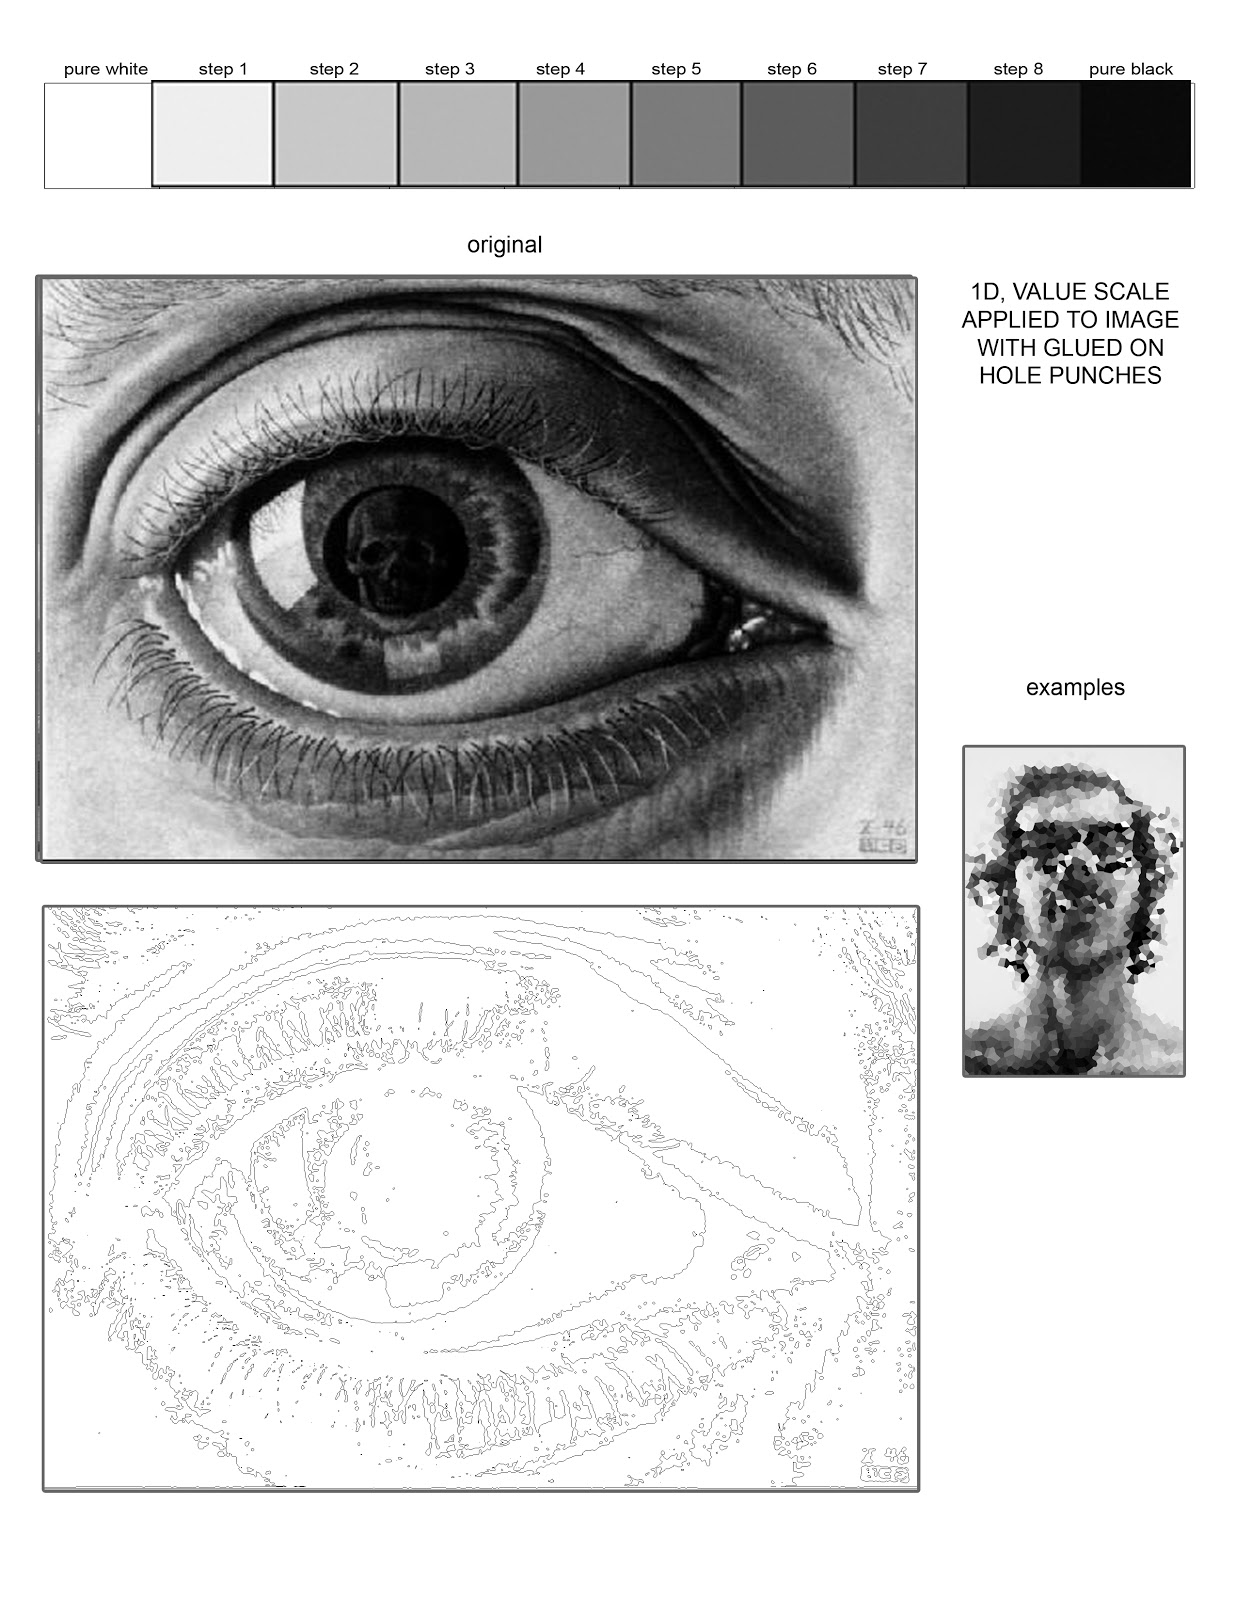 pure white step 1 step 2 step 3 step 4 step 5 step 6 step 7 step 8 pure black
original
1D, VALUE SCALE
APPLIED TO IMAGE
WITH GLUED ON
HOLE PUNCHES
examples